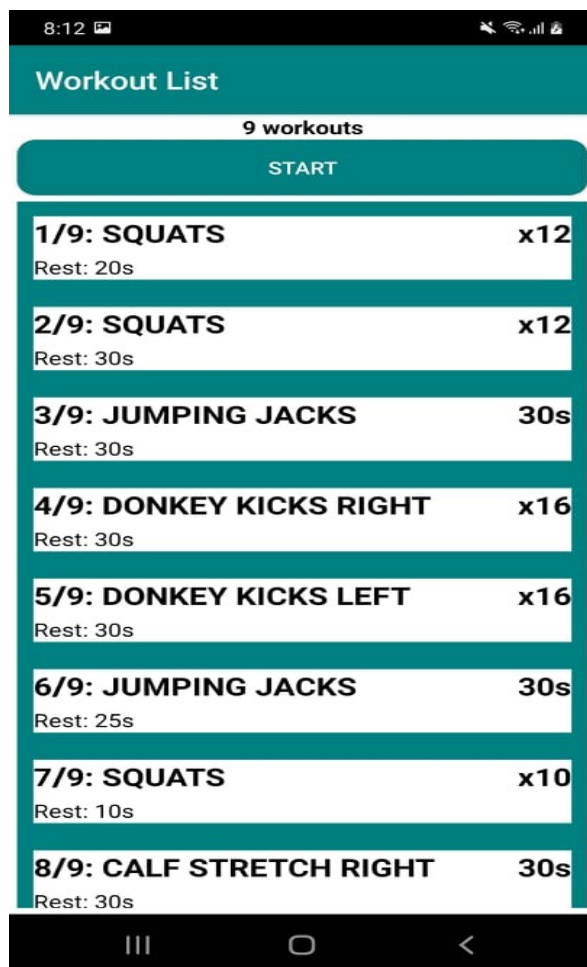 8:12
Workout List
9 workouts
START
1/9: SQUATS x12
Rest: 20s
2/9: SQUATS x12
Rest: 30s
3/9: JUMPING JACKS 30s
Rest: 30s
4/9: DONKEY KICKS RIGHT x16
Rest: 30s
5/9: DONKEY KICKS LEFT x16
Rest: 30s
6/9: JUMPING JACKS 30s
Rest: 25s
7/9: SQUATS x10
Rest: 10s
8/9: CALF STRETCH RIGHT 30s
Rest: 30s